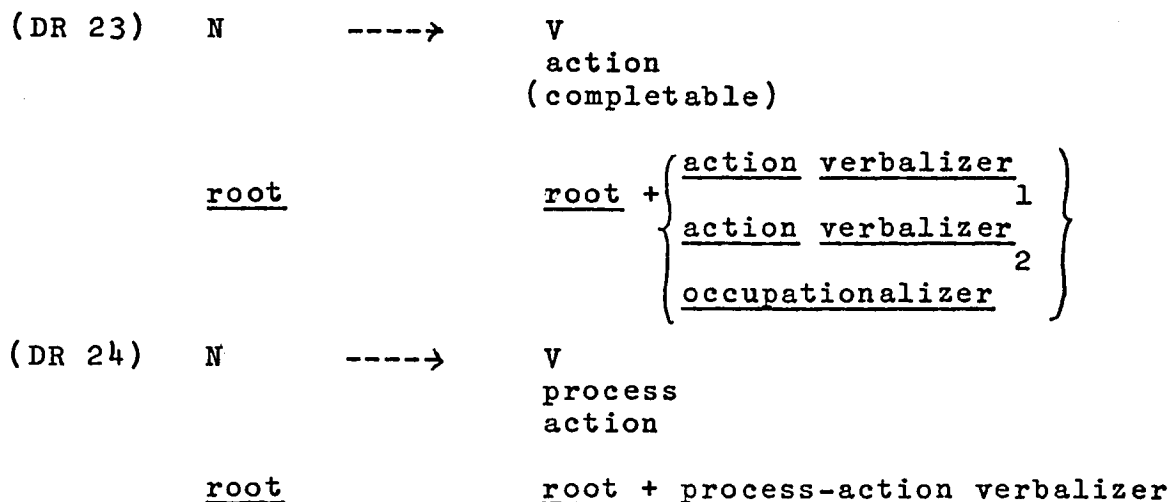 (DR 23) N ----→ V
action
(completable)
action verbalizer 1
root root +
action verbalizer 2
occupationalizer
(DR 24) N ----→ V
process
action
root root + process-action verbalizer